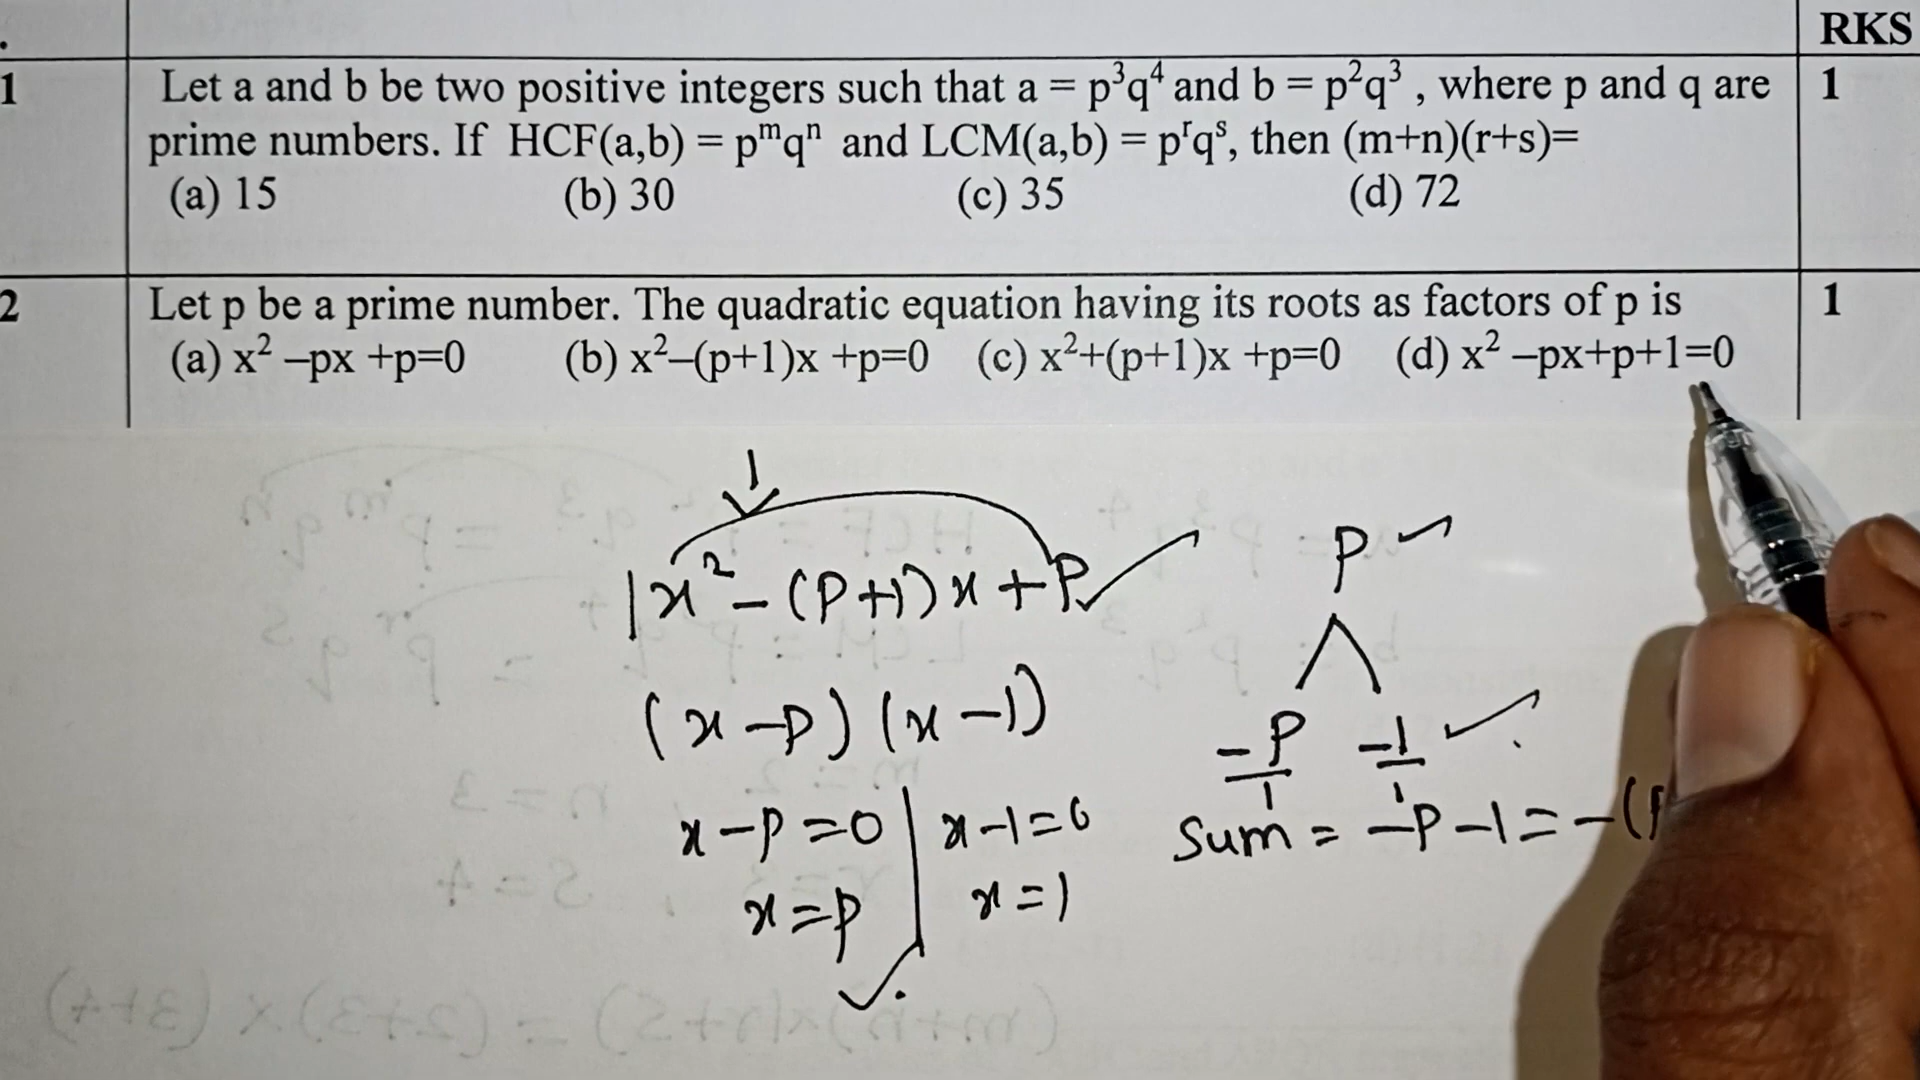 RKS
1 Let a and b be two positive integers such that a = p³q⁴ and b = p²q³ , where p and q are 1
prime numbers. If HCF(a,b) = pᵐqⁿ and LCM(a,b) = pʳqˢ, then (m+n)(r+s)=
(a) 15 (b) 30 (c) 35 (d) 72
2 Let p be a prime number. The quadratic equation having its roots as factors of p is 1
(a) x² –px +p=0 (b) x²–(p+1)x +p=0 (c) x²+(p+1)x +p=0 (d) x² –px+p+1=0
1x² - (P+1)x + P
P
(x - p) (x - 1)
-P/1 -1/1
x - p = 0 | x - 1 = 0
Sum = -P - 1 = -(
x = p | x = 1